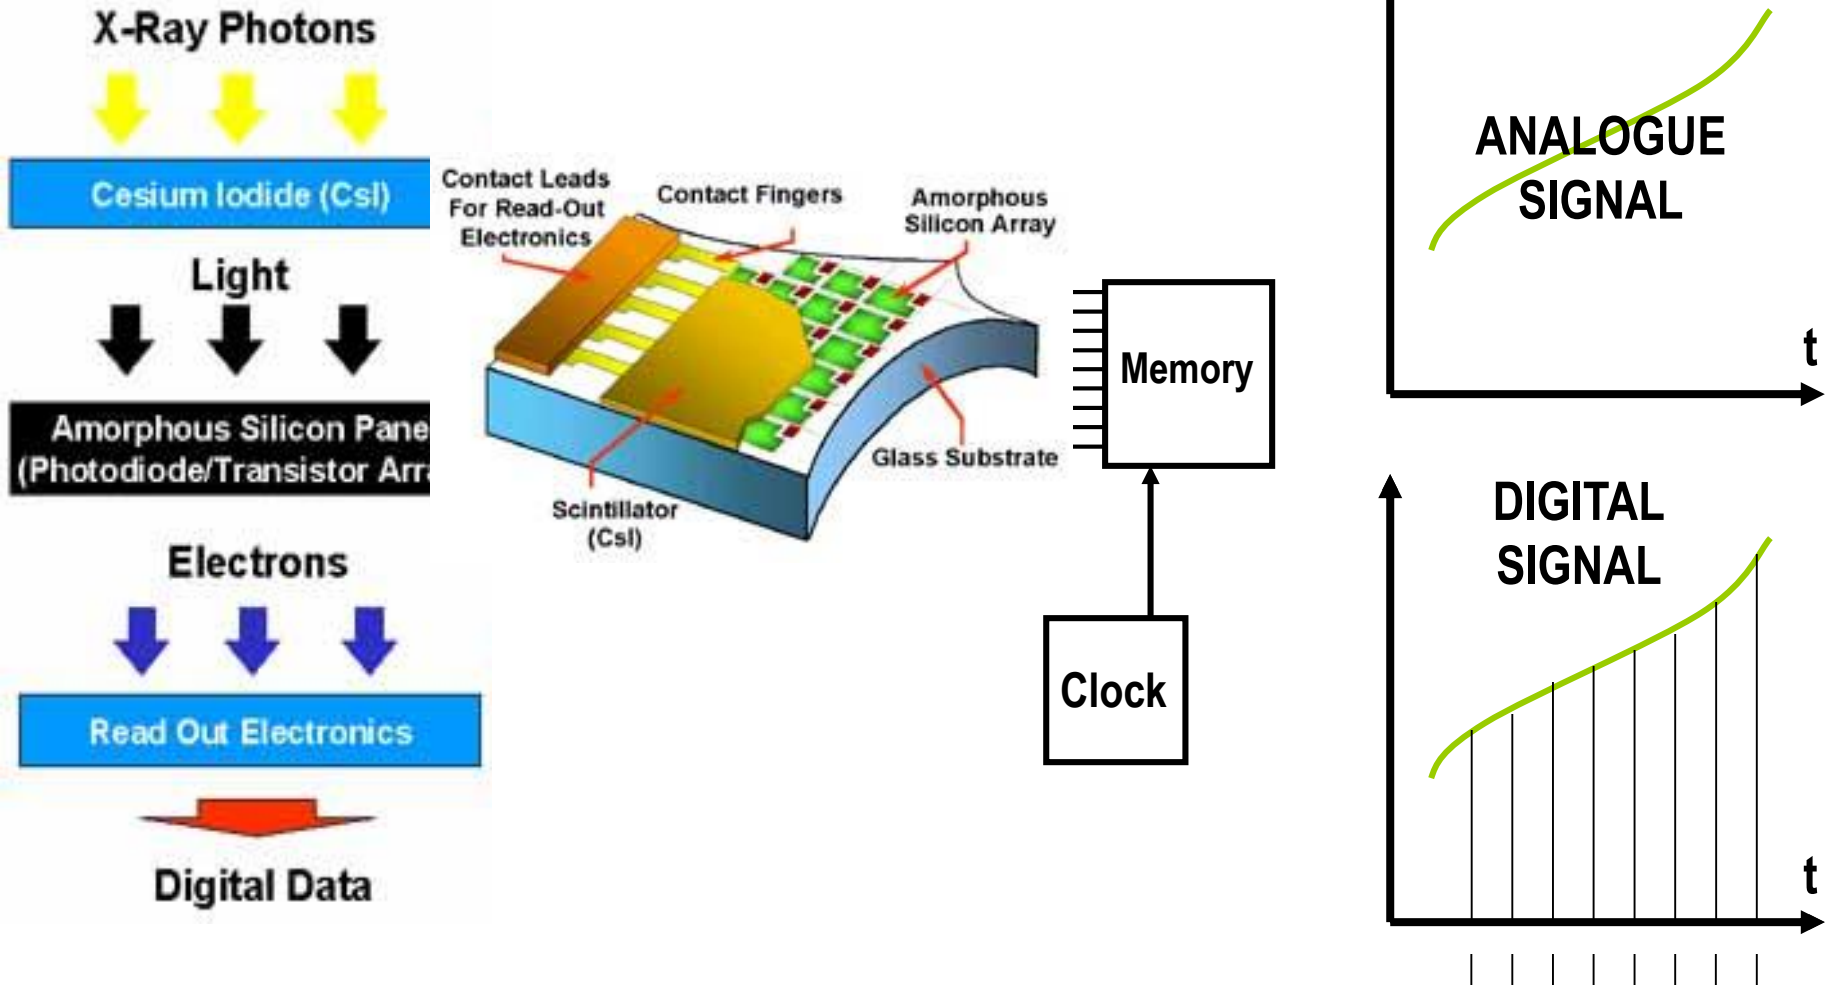 X-Ray Photons
Cesium Iodide (CsI)
Light
Amorphous Silicon Pane
(Photodiode/Transistor Arra
Electrons
Read Out Electronics
Digital Data
Contact Leads
For Read-Out
Electronics
Contact Fingers
Amorphous
Silicon Array
Glass Substrate
Scintillator
(CsI)
Memory
Clock
ANALOGUE
SIGNAL
t
DIGITAL
SIGNAL
t